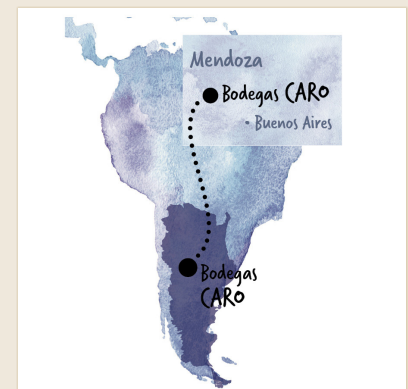 Mendoza
Bodegas CARO
• Buenos Aires
Bodegas
CARO